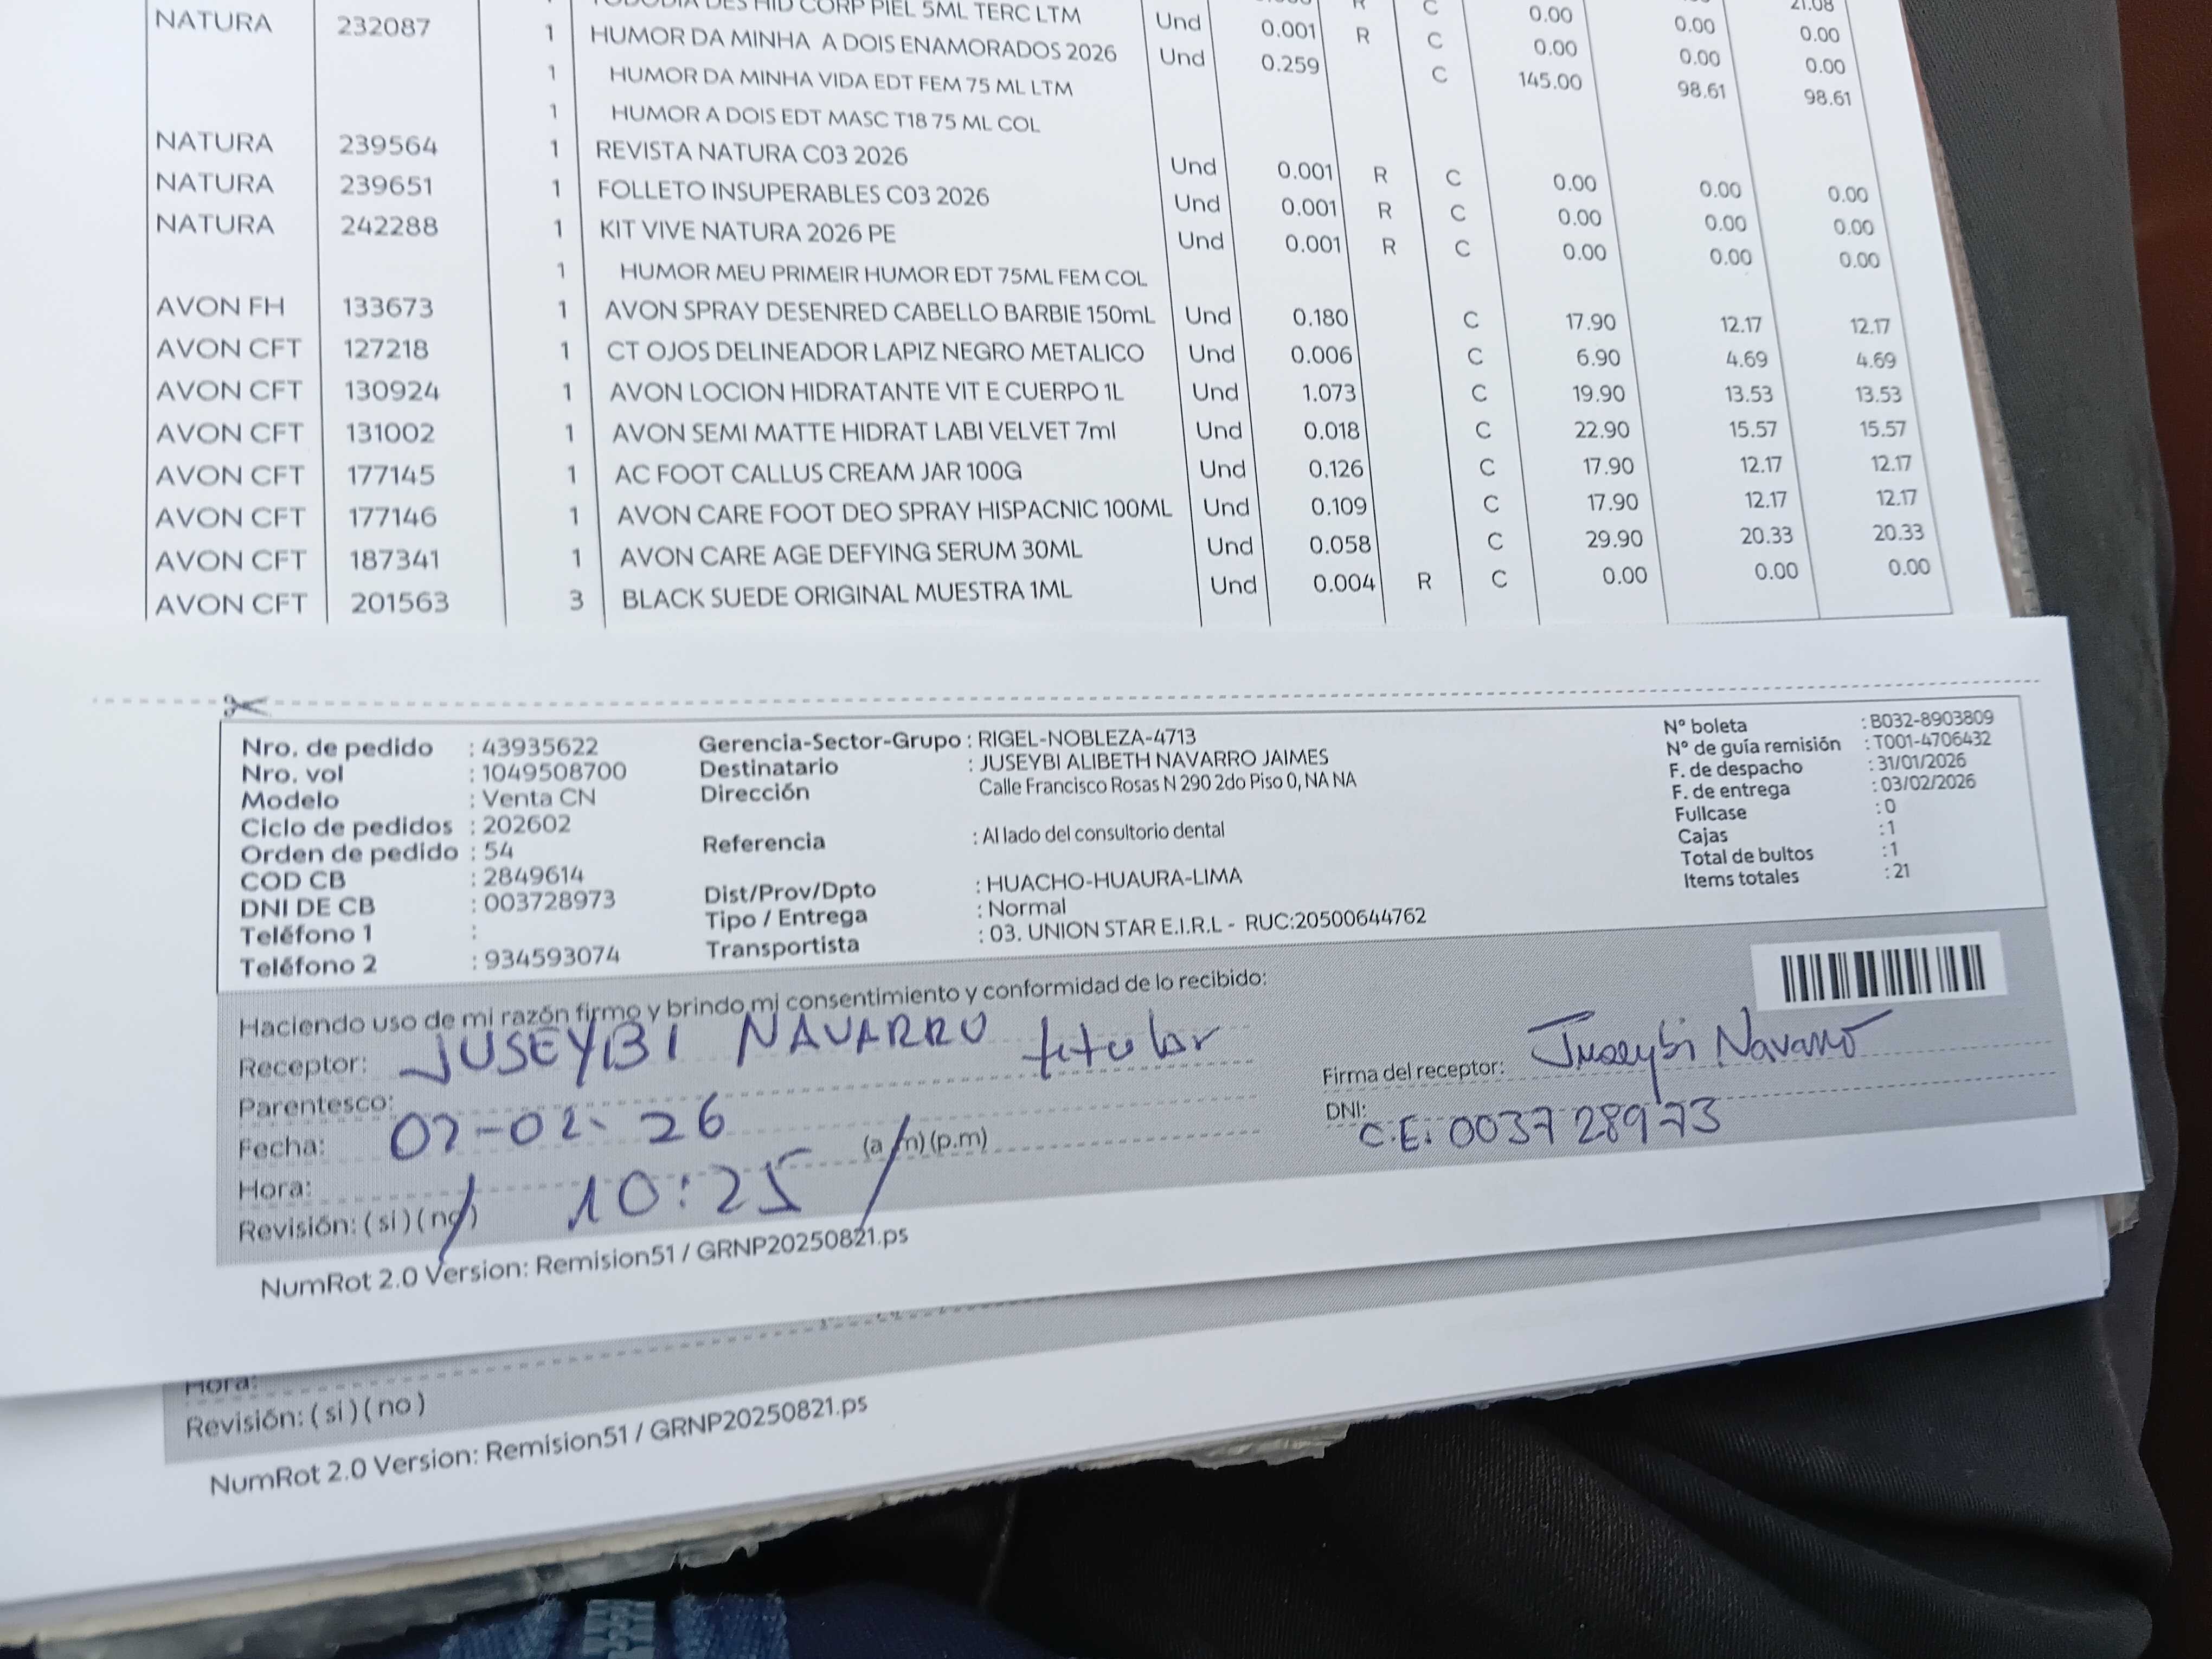 TODODIA DES HID CORP PIEL 5ML TERC LTM Und R C 0.00 0.00 21.08
NATURA 232087 1 HUMOR DA MINHA A DOIS ENAMORADOS 2026 Und 0.001 R C 0.00 0.00 0.00
1 HUMOR DA MINHA VIDA EDT FEM 75 ML LTM 0.259 C 145.00 98.61 98.61
1 HUMOR A DOIS EDT MASC T18 75 ML COL
NATURA 239564 1 REVISTA NATURA C03 2026 Und 0.001 R C 0.00 0.00 0.00
NATURA 239651 1 FOLLETO INSUPERABLES C03 2026 Und 0.001 R C 0.00 0.00 0.00
NATURA 242288 1 KIT VIVE NATURA 2026 PE Und 0.001 R C 0.00 0.00 0.00
1 HUMOR MEU PRIMEIR HUMOR EDT 75ML FEM COL
AVON FH 133673 1 AVON SPRAY DESENRED CABELLO BARBIE 150mL Und 0.180 C 17.90 12.17 12.17
AVON CFT 127218 1 CT OJOS DELINEADOR LAPIZ NEGRO METALICO Und 0.006 C 6.90 4.69 4.69
AVON CFT 130924 1 AVON LOCION HIDRATANTE VIT E CUERPO 1L Und 1.073 C 19.90 13.53 13.53
AVON CFT 131002 1 AVON SEMI MATTE HIDRAT LABI VELVET 7ml Und 0.018 C 22.90 15.57 15.57
AVON CFT 177145 1 AC FOOT CALLUS CREAM JAR 100G Und 0.126 C 17.90 12.17 12.17
AVON CFT 177146 1 AVON CARE FOOT DEO SPRAY HISPACNIC 100ML Und 0.109 C 17.90 12.17 12.17
AVON CFT 187341 1 AVON CARE AGE DEFYING SERUM 30ML Und 0.058 C 29.90 20.33 20.33
AVON CFT 201563 3 BLACK SUEDE ORIGINAL MUESTRA 1ML Und 0.004 R C 0.00 0.00 0.00
Nro. de pedido : 43935622
Nro. vol : 1049508700
Modelo : Venta CN
Ciclo de pedidos : 202602
Orden de pedido : 54
COD CB : 2849614
DNI DE CB : 003728973
Teléfono 1 :
Teléfono 2 : 934593074
Gerencia-Sector-Grupo : RIGEL-NOBLEZA-4713
Destinatario : JUSEYBI ALIBETH NAVARRO JAIMES
Dirección Calle Francisco Rosas N 290 2do Piso 0, NA NA
Referencia : Al lado del consultorio dental
Dist/Prov/Dpto : HUACHO-HUAURA-LIMA
Tipo / Entrega : Normal
Transportista : 03. UNION STAR E.I.R.L - RUC:20500644762
N° boleta : B032-8903809
N° de guía remisión : T001-4706432
F. de despacho : 31/01/2026
F. de entrega : 03/02/2026
Fullcase : 0
Cajas : 1
Total de bultos : 1
Items totales : 21
Haciendo uso de mi razón firmo y brindo mi consentimiento y conformidad de lo recibido:
Receptor: JUSEYBI NAVARRO titular
Parentesco:
Fecha: 02-02-26
Hora: 10:25 (a.m) (p.m)
Revisión: ( si ) ( no )
Firma del receptor: Juseybi Navarro
DNI: C.E: 003728973
NumRot 2.0 Version: Remision51 / GRNP20250821.ps
Hora:
Revisión: ( si ) ( no )
NumRot 2.0 Version: Remision51 / GRNP20250821.ps